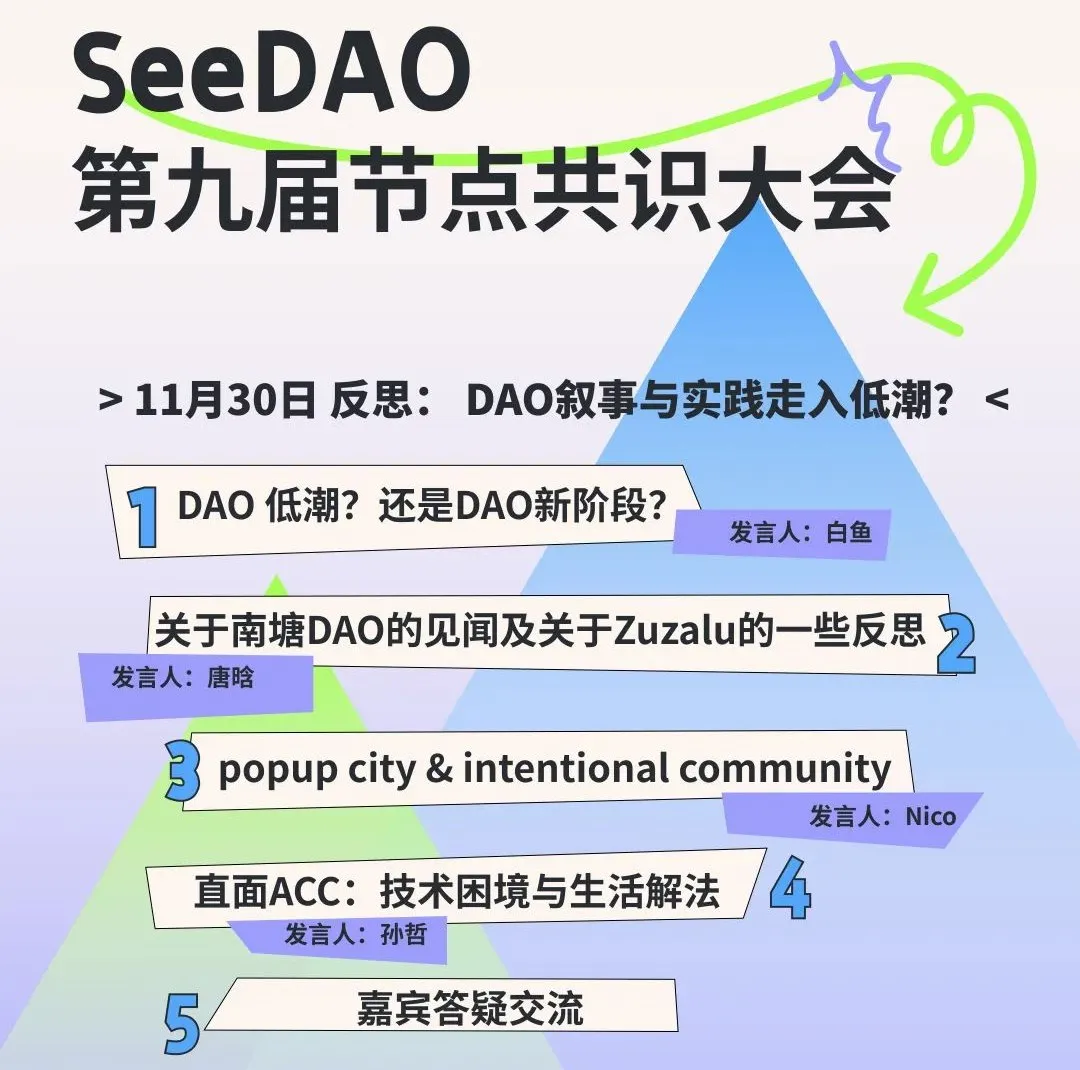 SeeDAO
第九届节点共识大会
> 11月30日 反思： DAO叙事与实践走入低潮？ <
1 DAO 低潮？还是DAO新阶段？
发言人：白鱼
关于南塘DAO的见闻及关于Zuzalu的一些反思 2
发言人：唐晗
3 popup city & intentional community
发言人：Nico
直面ACC：技术困境与生活解法 4
发言人：孙哲
5 嘉宾答疑交流